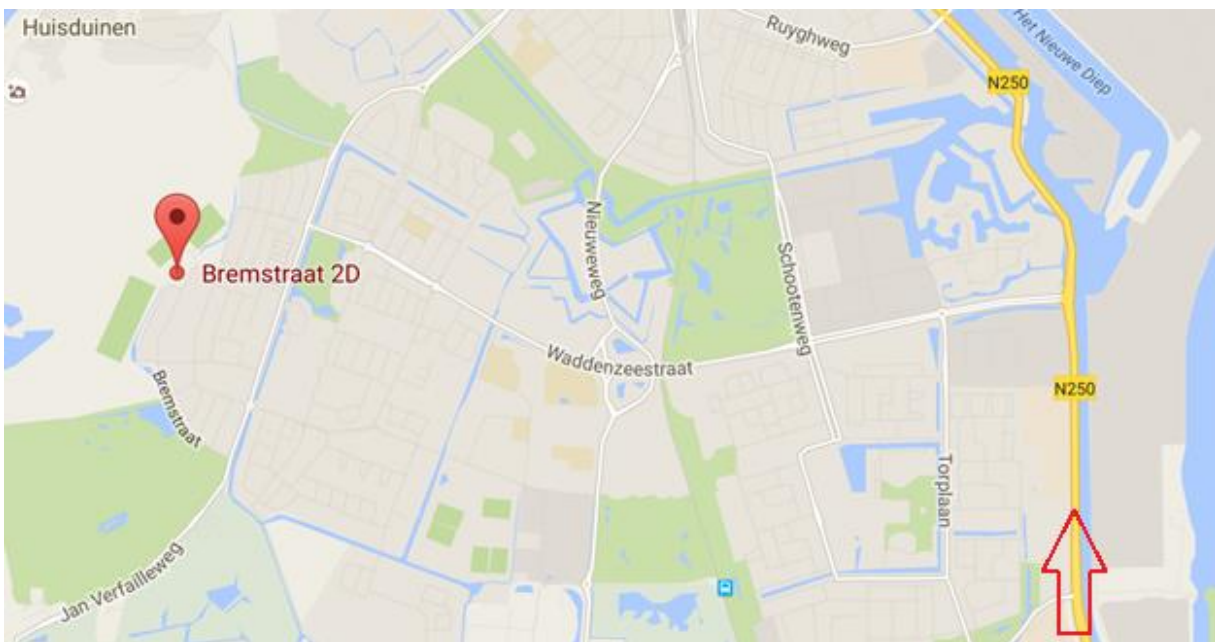 Huisduinen
Ruyghweg
Het Nieuwe Diep
N250
Nieuweweg
Schootenweg
Bremstraat 2D
Waddenzeestraat
Bremstraat
N250
Torplaan
Jan Verfailleweg